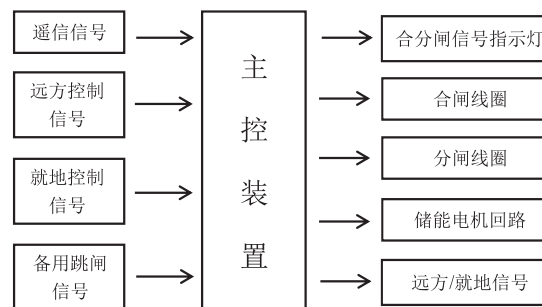 遥信信号
远方控制
信号
就地控制
信号
备用跳闸
信号
主
控
装
置
合分闸信号指示灯
合闸线圈
分闸线圈
储能电机回路
远方/就地信号